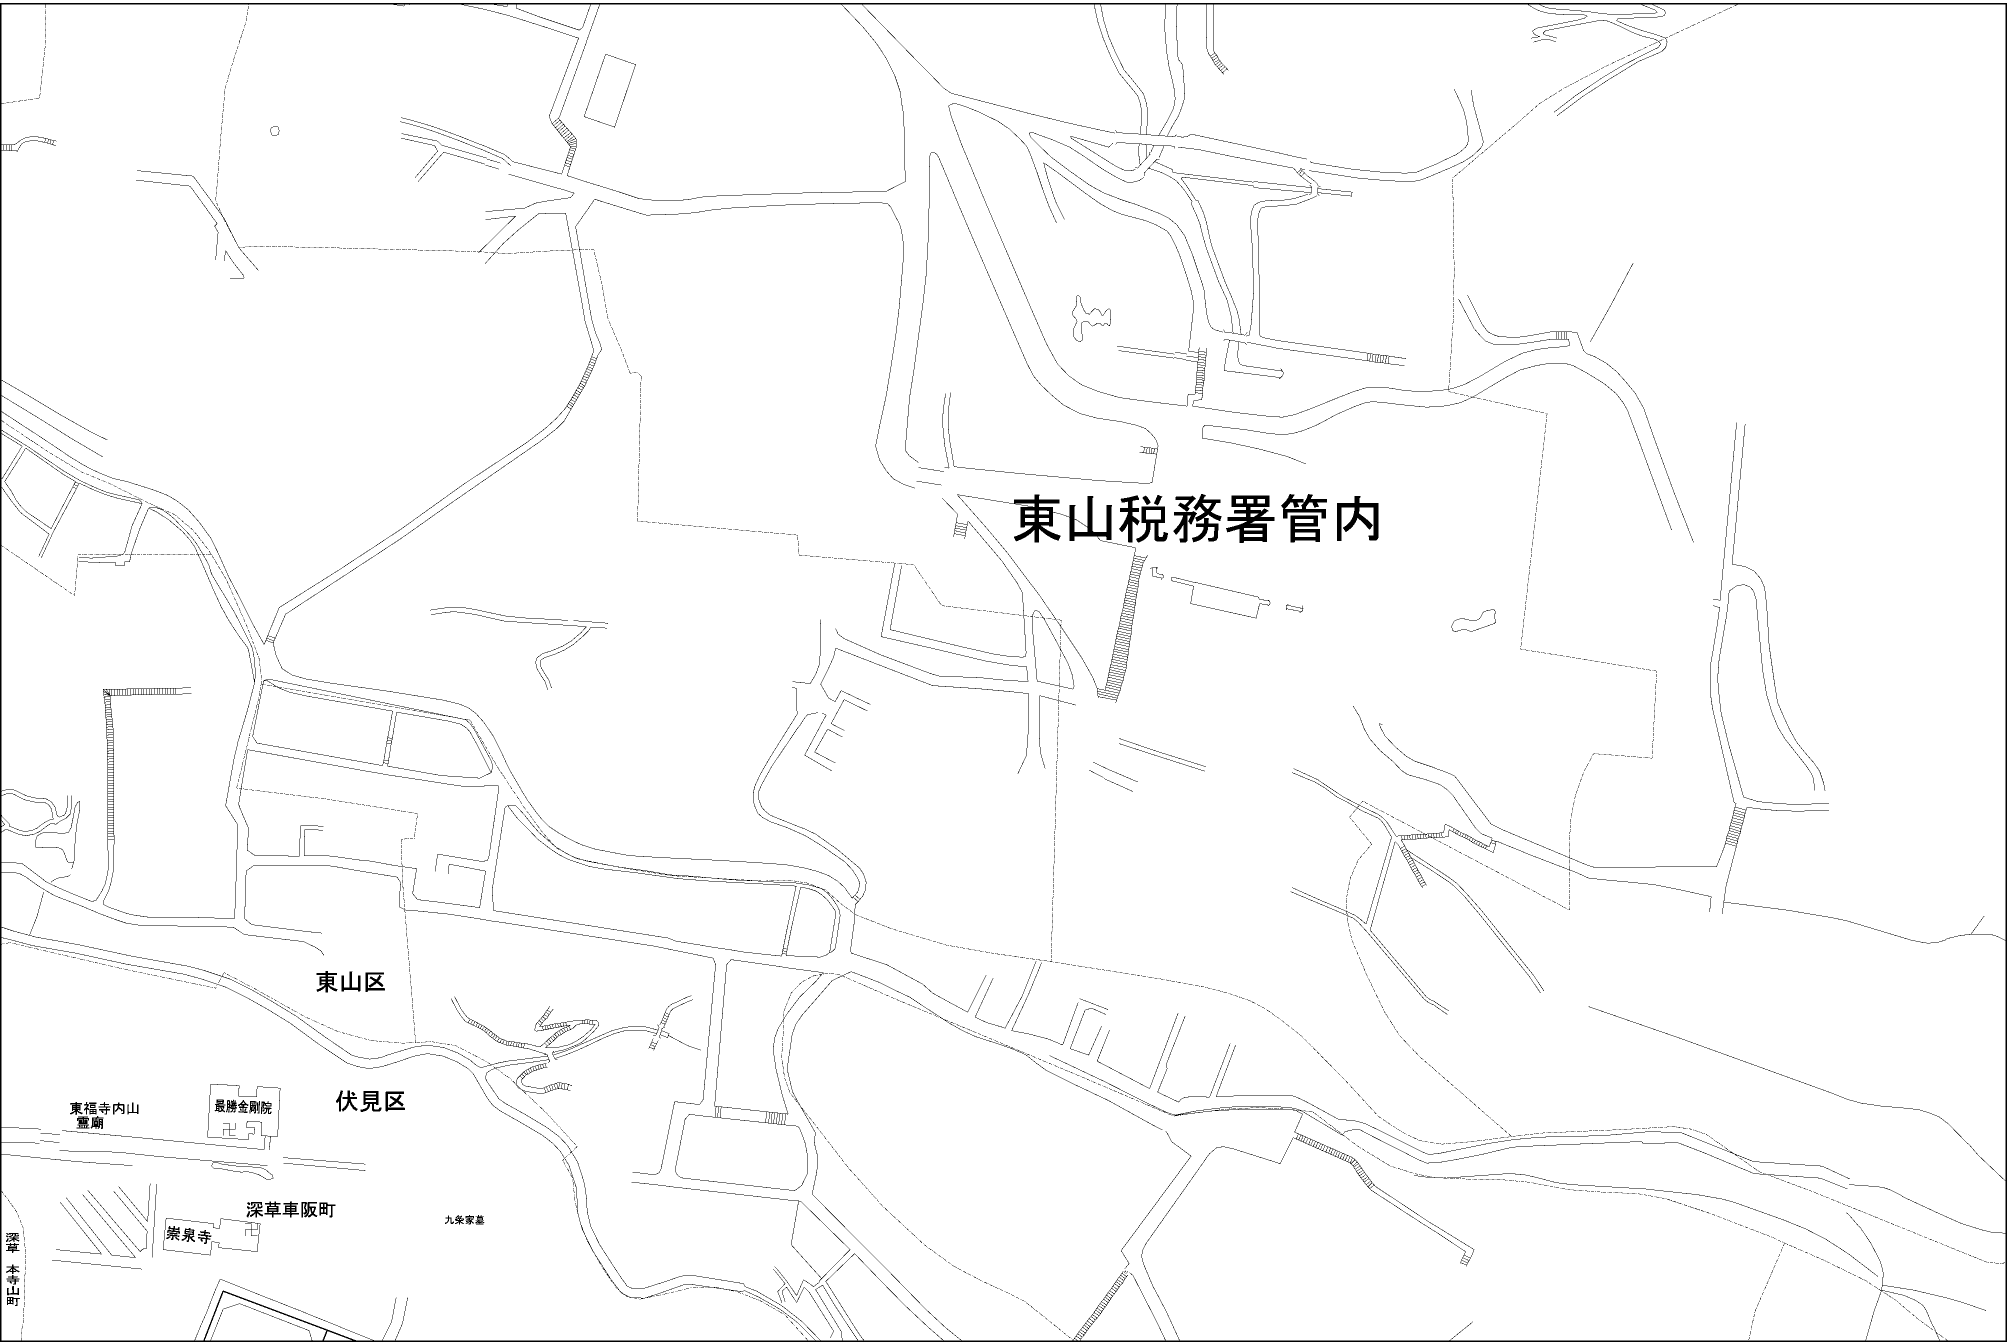 東山税務署管内
東山区
伏見区
東福寺内山
霊廟
最勝金剛院
深草車阪町
崇泉寺
九条家墓
深草 本寺山町